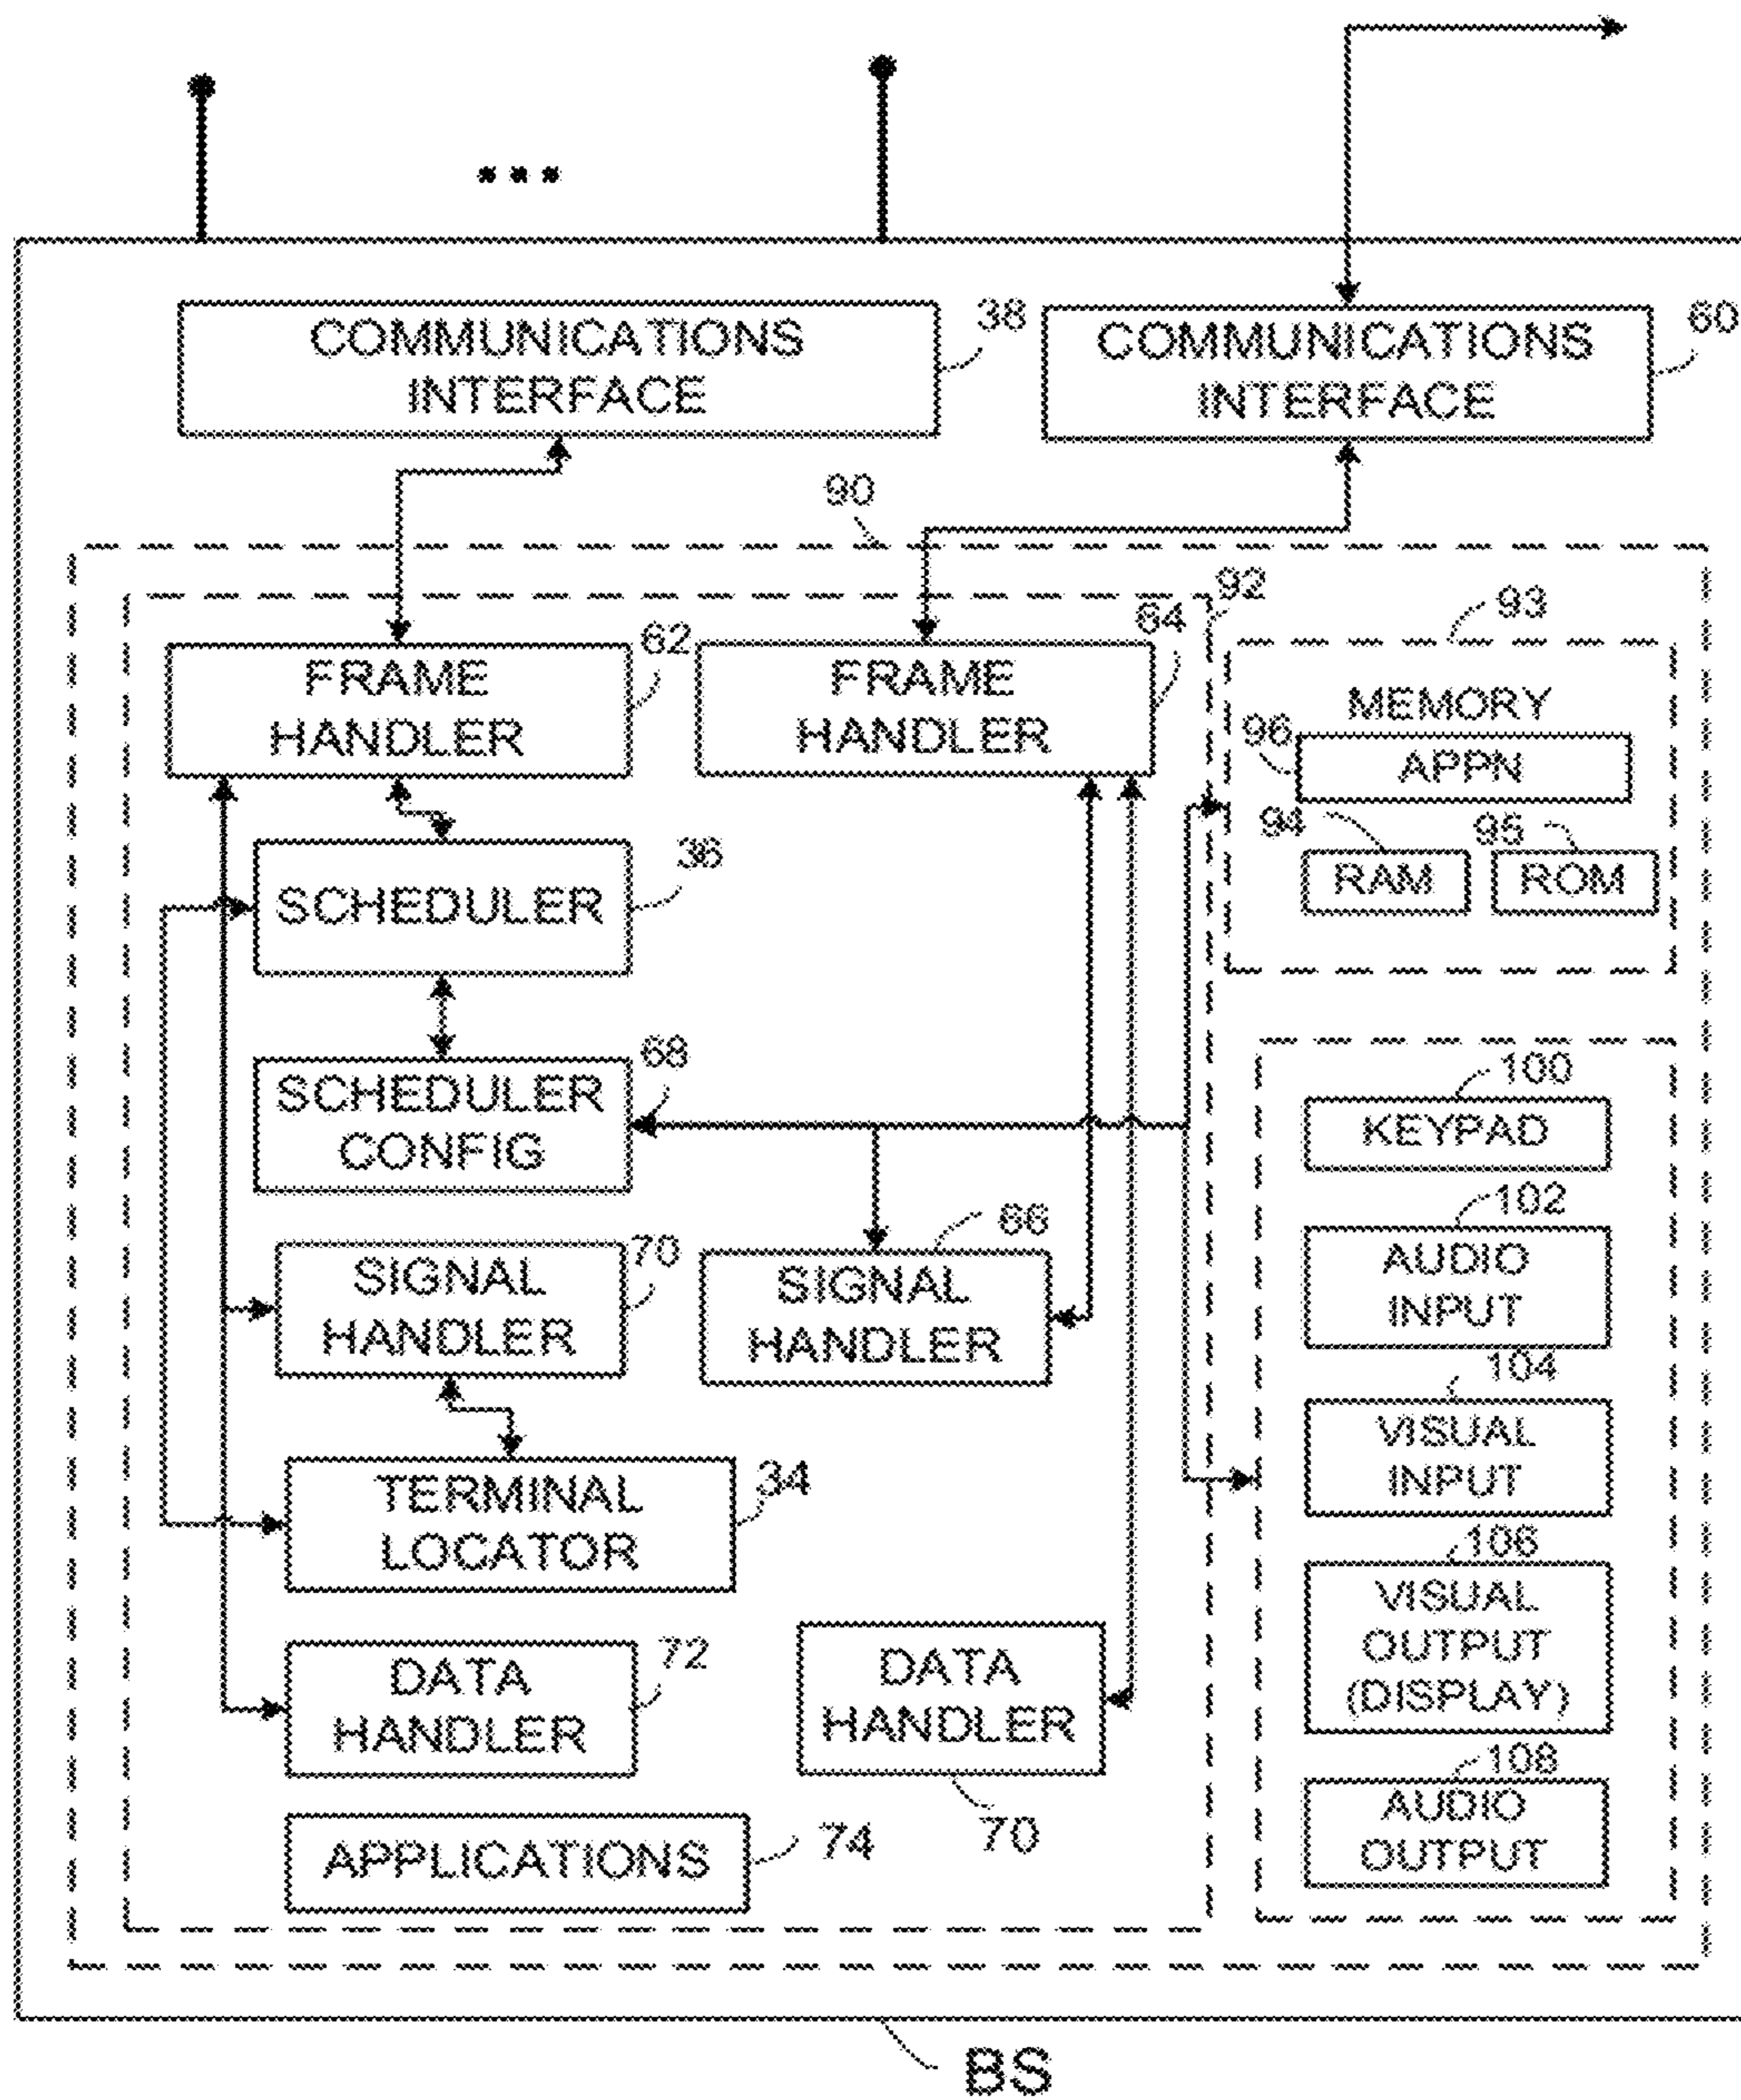 38
COMMUNICATIONS
INTERFACE
60
COMMUNICATIONS
INTERFACE
90
92
62
FRAME
HANDLER
64
FRAME
HANDLER
93
MEMORY
96
APPN
94
RAM
95
ROM
36
SCHEDULER
68
SCHEDULER
CONFIG
100
KEYPAD
70
SIGNAL
HANDLER
66
SIGNAL
HANDLER
102
AUDIO
INPUT
104
VISUAL
INPUT
34
TERMINAL
LOCATOR
106
VISUAL
OUTPUT
(DISPLAY)
72
DATA
HANDLER
DATA
HANDLER
70
108
AUDIO
OUTPUT
APPLICATIONS
74
BS